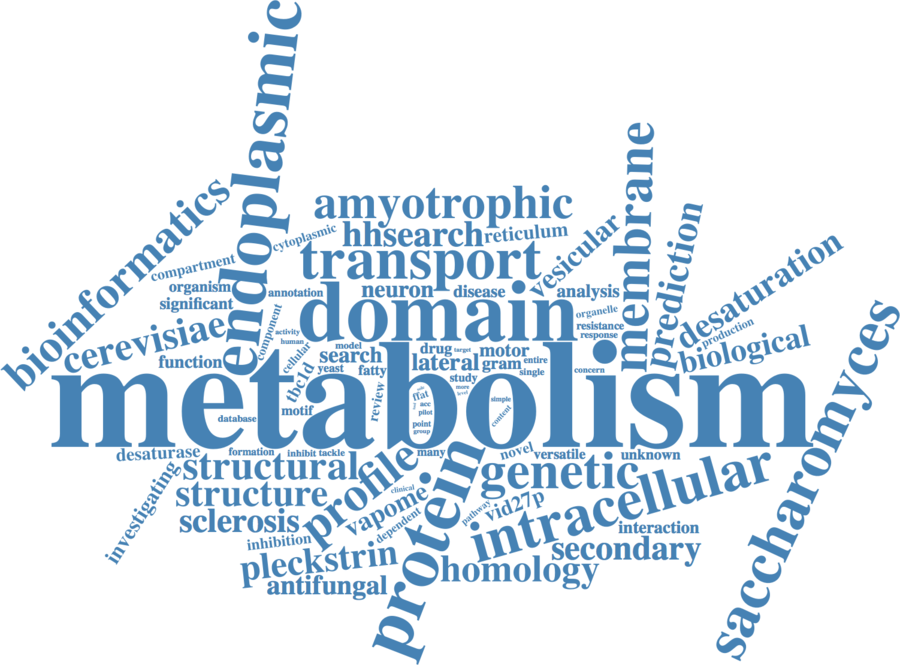 endoplasmic
bioinformatics
amyotrophic
membrane
hhsearch
reticulum
cytoplasmic
vesicular
transport
compartment
prediction
desaturation
organism
annotation
neuron
disease
analysis
significant
domain
organelle
resistance
response
cerevisiae
component
activity
human
production
biological
function
cellular
model
search
yeast
fatty
drug
target
motor
lateral
gram
entire
single
concern
study
tbc1d
metabolism
saccharomyces
review
motif
database
ffat
acc
pilot
point
group
more
level
simple
content
desaturase
formation
inhibit tackle
many
novel
versatile
unknown
structural
profile
protein
genetic
intracellular
investigating
structure
vapome
clinical
dependent
pathway
vid27p
sclerosis
inhibition
interaction
pleckstrin
secondary
homology
antifungal